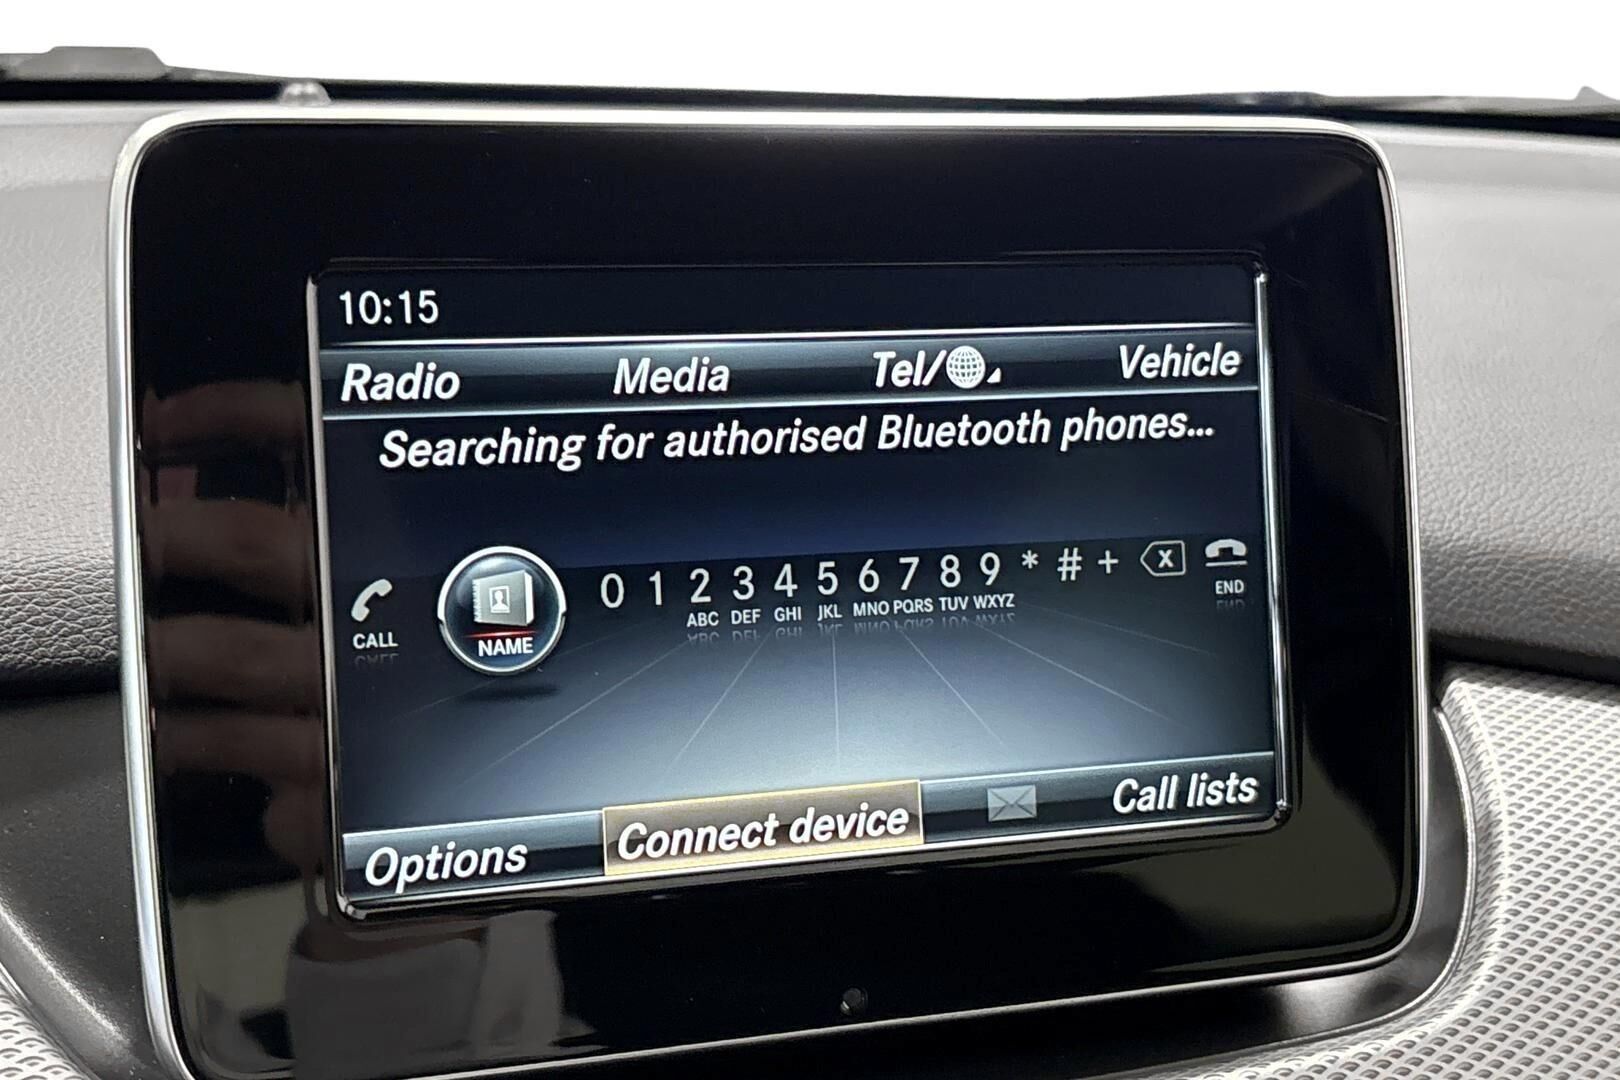 10:15
Radio Media Tel/ Vehicle
Searching for authorised Bluetooth phones...
0 1 2 3 4 5 6 7 8 9 * # + X
CALL NAME ABC DEF GHI JKL MNO PQRS TUV WXYZ END
Options Connect device Call lists